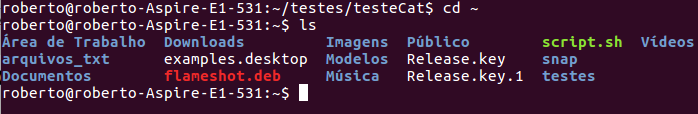 roberto@roberto-Aspire-E1-531:~/testes/testeCat$ cd ~
roberto@roberto-Aspire-E1-531:~$ ls
Área de Trabalho  Downloads         Imagens  Público        script.sh  Vídeos
arquivos_txt      examples.desktop  Modelos  Release.key    snap
Documentos        flameshot.deb     Música   Release.key.1  testes
roberto@roberto-Aspire-E1-531:~$